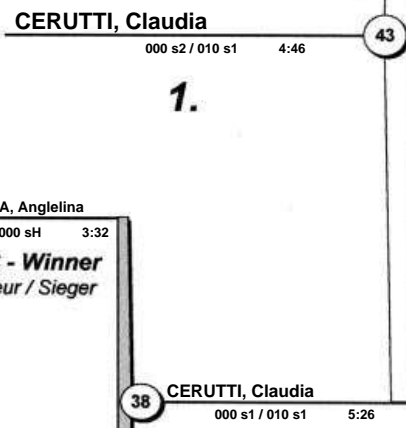 CERUTTI, Claudia
000 s2 / 010 s1 4:46
43
1.
A, Anglelina
000 sH 3:32
- Winner
eur / Sieger
38
CERUTTI, Claudia
000 s1 / 010 s1 5:26